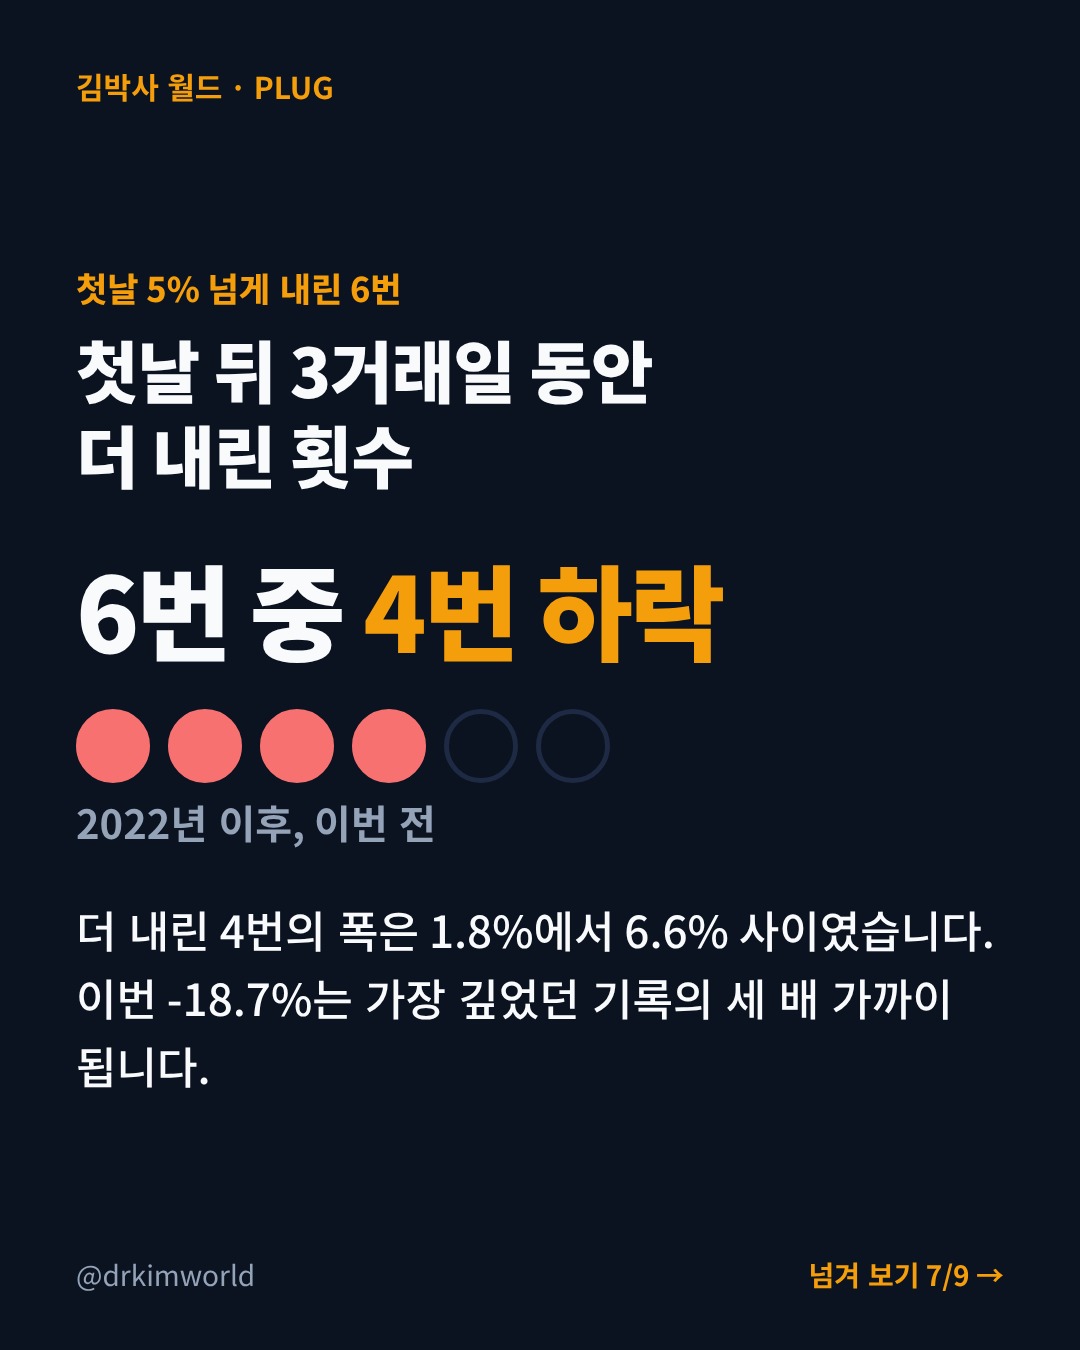 김박사 월드 · PLUG
첫날 5% 넘게 내린 6번
첫날 뒤 3거래일 동안
더 내린 횟수
6번 중 4번 하락
2022년 이후, 이번 전
더 내린 4번의 폭은 1.8%에서 6.6% 사이였습니다.
이번 -18.7%는 가장 깊었던 기록의 세 배 가까이
됩니다.
@drkimworld
넘겨 보기 7/9 →